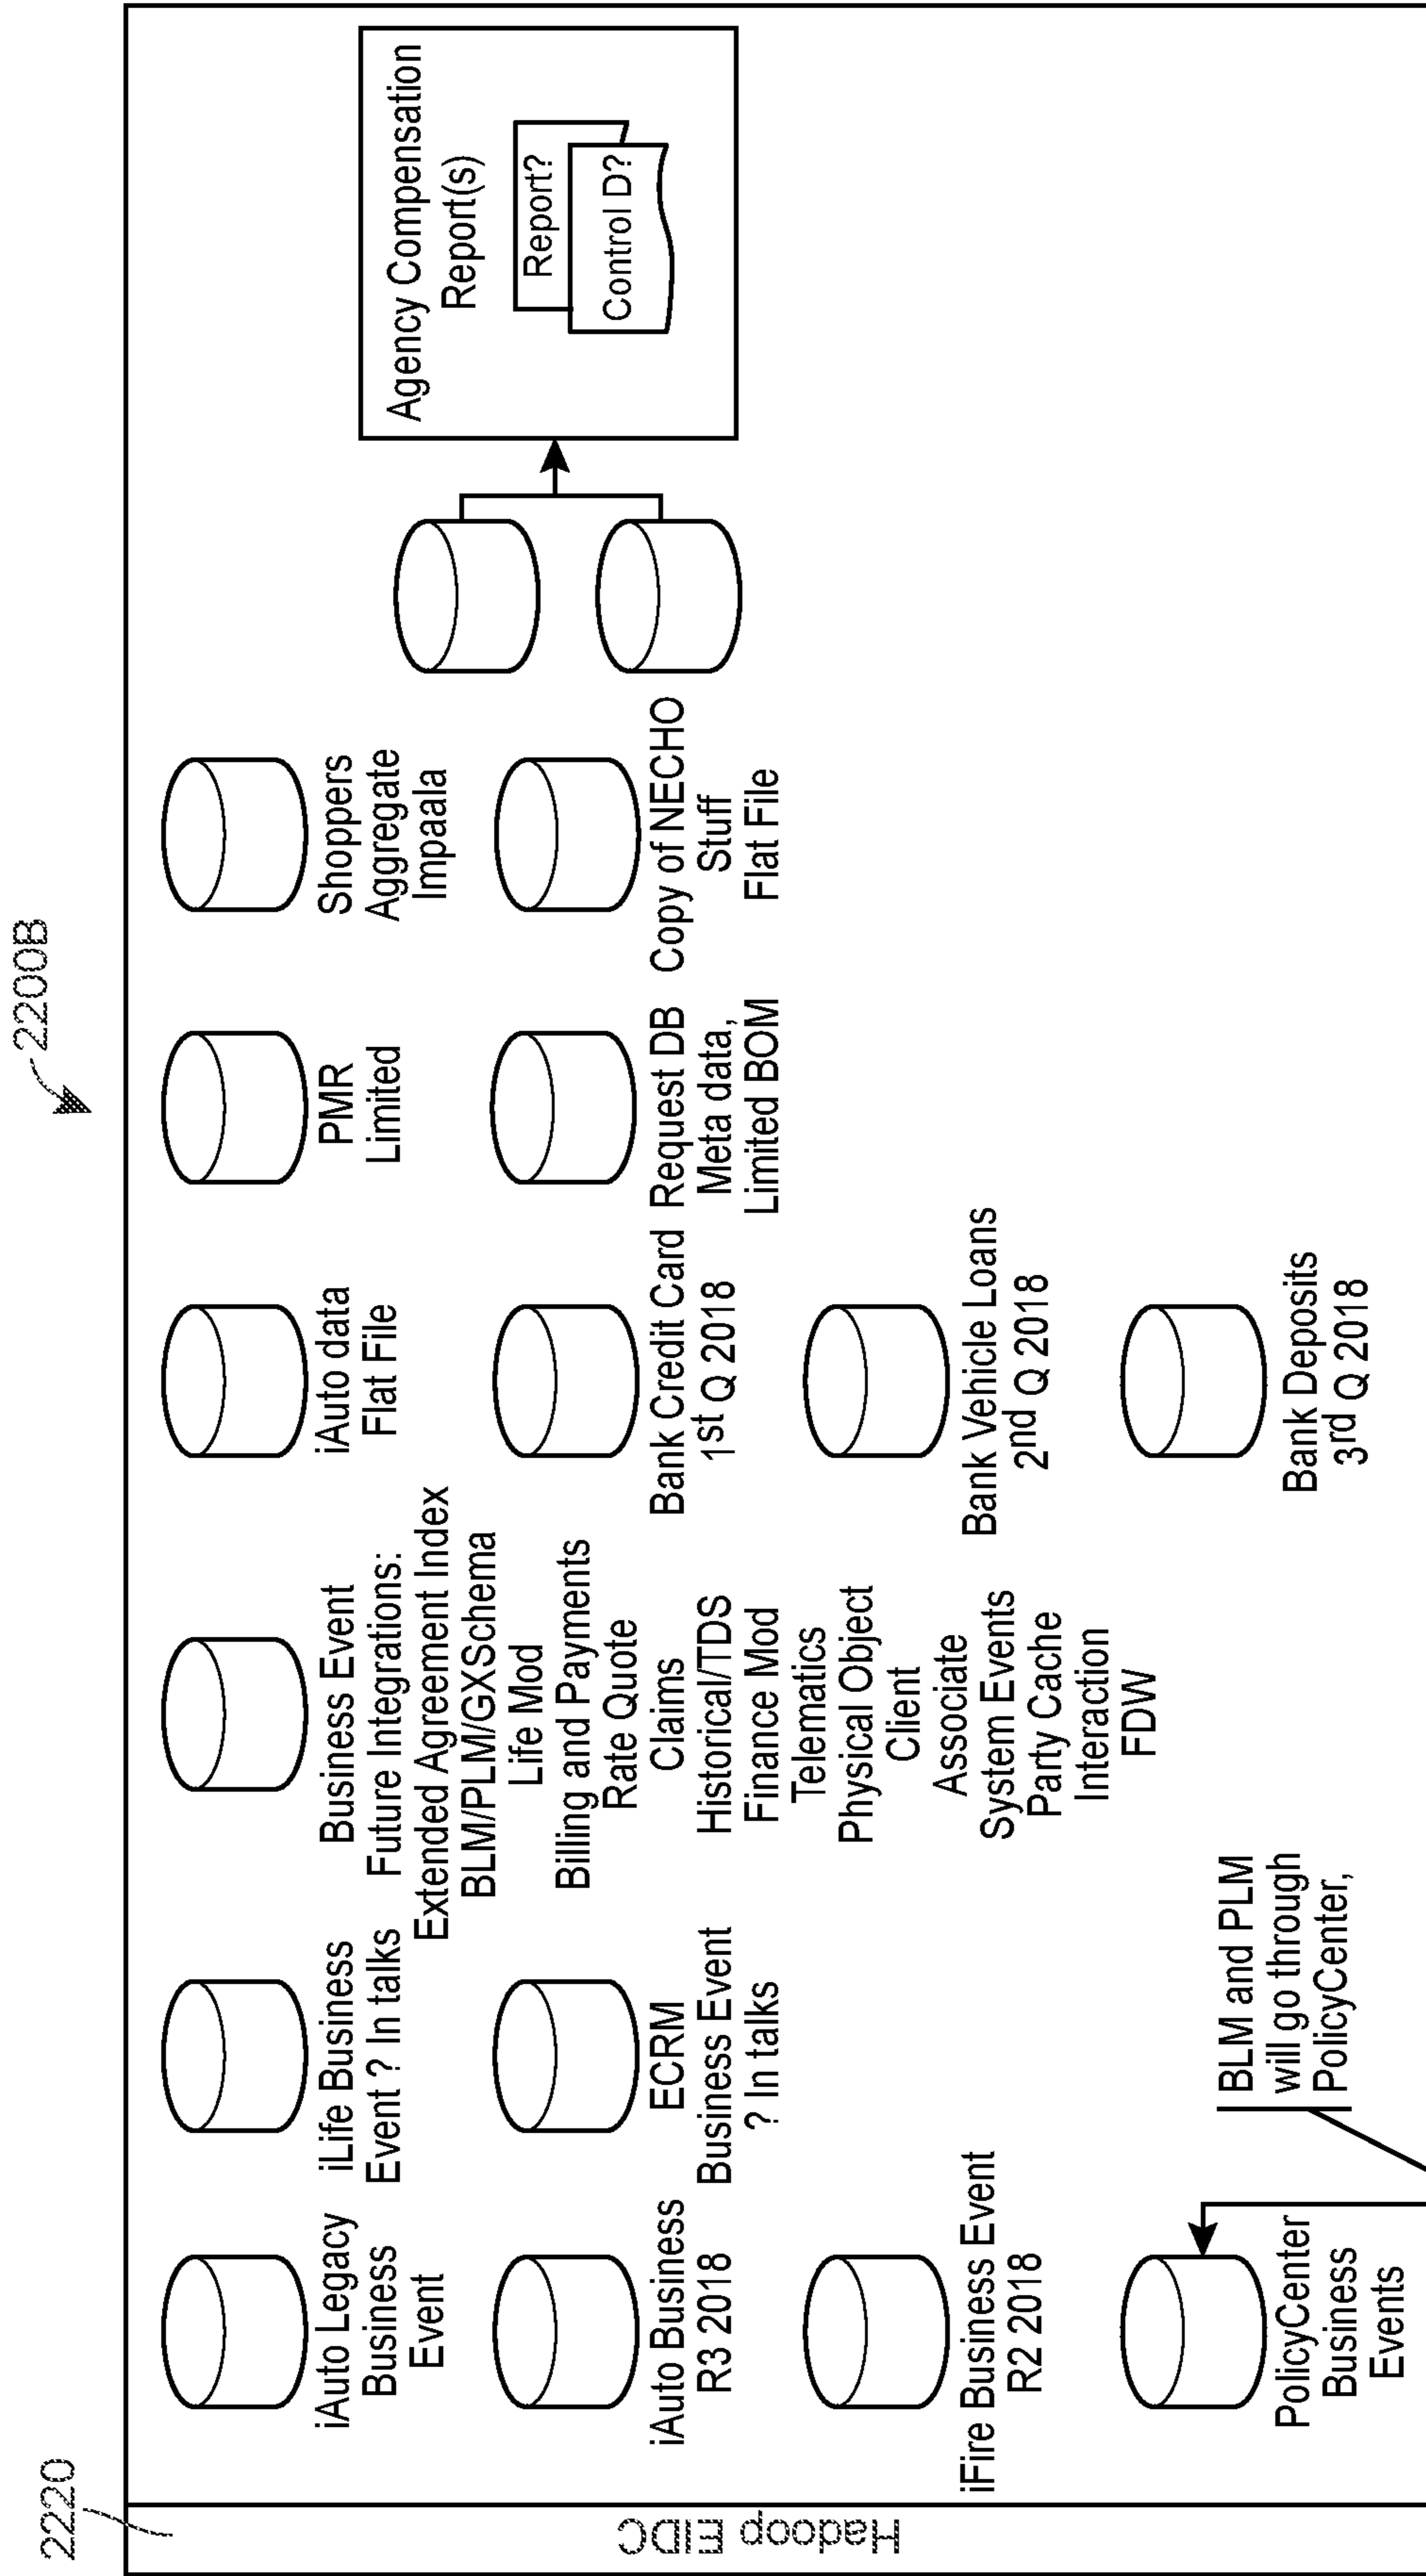 2200B
2220
Hadoop EIDC
iAuto Legacy
Business
Event
iLife Business
Event ? In talks
Business Event
Future Integrations:
Extended Agreement Index
BLM/PLM/GXSchema
Life Mod
Billing and Payments
Rate Quote
Claims
Historical/TDS
Finance Mod
Telematics
Physical Object
Client
Associate
System Events
Party Cache
Interaction
FDW
iAuto data
Flat File
PMR
Limited
Shoppers
Aggregate
Impaala
Agency Compensation
Report(s)
Report?
Control D?
iAuto Business
R3 2018
ECRM
Business Event
? In talks
Bank Credit Card
1st Q 2018
Request DB
Meta data,
Limited BOM
Copy of NECHO
Stuff
Flat File
iFire Business Event
R2 2018
Bank Vehicle Loans
2nd Q 2018
PolicyCenter
Business
Events
BLM and PLM
will go through
PolicyCenter,
Bank Deposits
3rd Q 2018